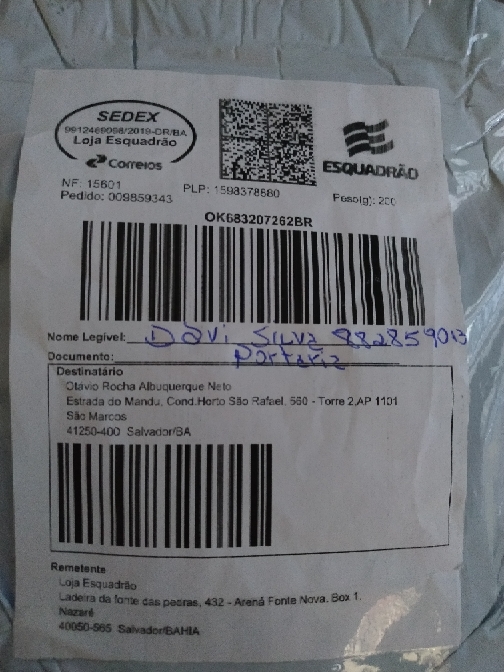 SEDEX
9912469098/2019-DR/BA
Loja Esquadrão
Correios
ESQUADRÃO
NF: 15601
PLP: 1598378880
Peso(g): 200
Pedido: 009859343
OK683207262BR
Nome Legível: Davi Silva 882859013
Documento: Portaria
Destinatário
Otavio Rocha Albuquerque Neto
Estrada do Mandu, Cond.Horto São Rafael, 560 - Torre 2,AP 1101
São Marcos
41250-400 Salvador/BA
Remetente
Loja Esquadrão
Ladeira da fonte das pedras, 432 - Arena Fonte Nova. Box 1.
Nazaré
40050-565 Salvador/BAHIA